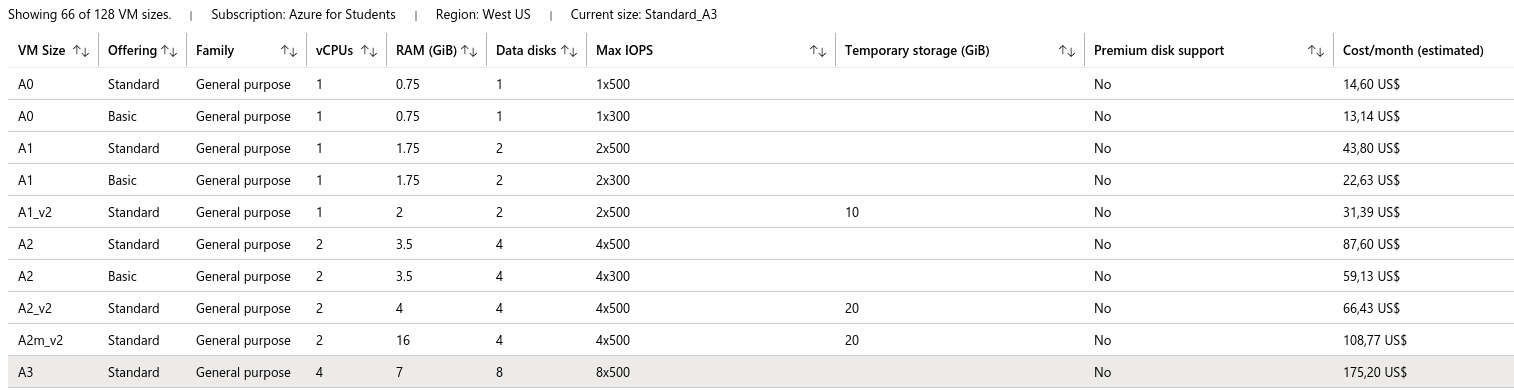 Showing 66 of 128 VM sizes. | Subscription: Azure for Students | Region: West US | Current size: Standard_A3
VM Size ↑↓ Offering ↑↓ Family ↑↓ vCPUs ↑↓ RAM (GiB) ↑↓ Data disks ↑↓ Max IOPS ↑↓ Temporary storage (GiB) ↑↓ Premium disk support ↑↓ Cost/month (estimated)
A0 Standard General purpose 1 0.75 1 1x500 No 14,60 US$
A0 Basic General purpose 1 0.75 1 1x300 No 13,14 US$
A1 Standard General purpose 1 1.75 2 2x500 No 43,80 US$
A1 Basic General purpose 1 1.75 2 2x300 No 22,63 US$
A1_v2 Standard General purpose 1 2 2 2x500 10 No 31,39 US$
A2 Standard General purpose 2 3.5 4 4x500 No 87,60 US$
A2 Basic General purpose 2 3.5 4 4x300 No 59,13 US$
A2_v2 Standard General purpose 2 4 4 4x500 20 No 66,43 US$
A2m_v2 Standard General purpose 2 16 4 4x500 20 No 108,77 US$
A3 Standard General purpose 4 7 8 8x500 No 175,20 US$